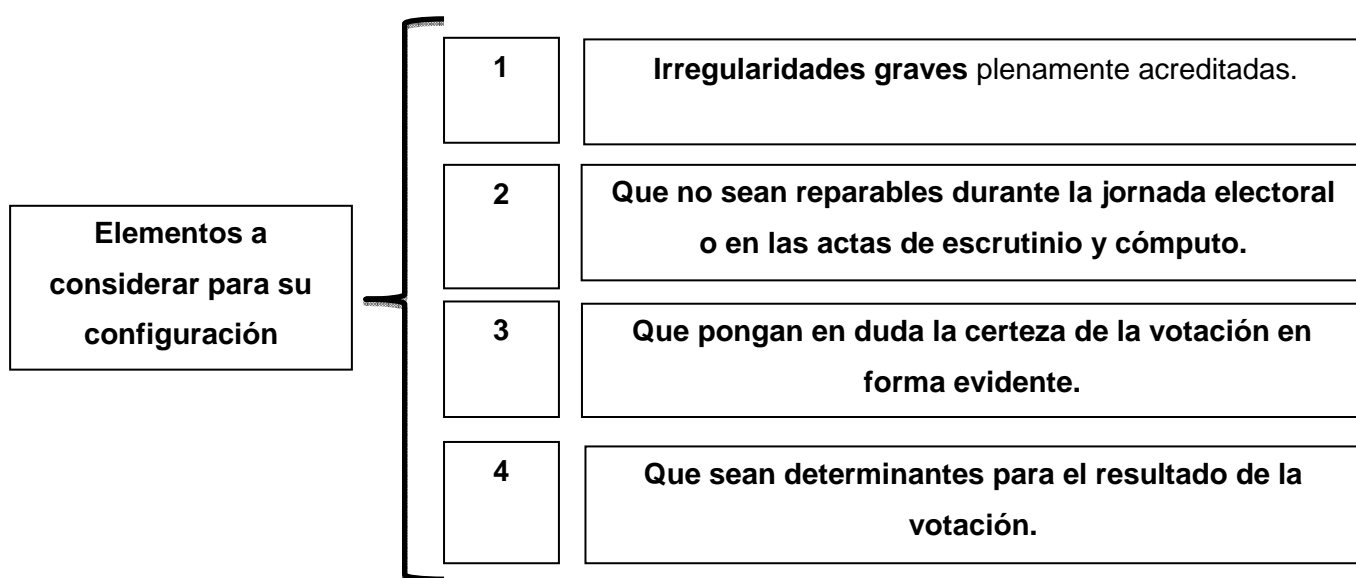 Elementos a
considerar para su
configuración
1
Irregularidades graves plenamente acreditadas.
2
Que no sean reparables durante la jornada electoral
o en las actas de escrutinio y cómputo.
3
Que pongan en duda la certeza de la votación en
forma evidente.
4
Que sean determinantes para el resultado de la
votación.